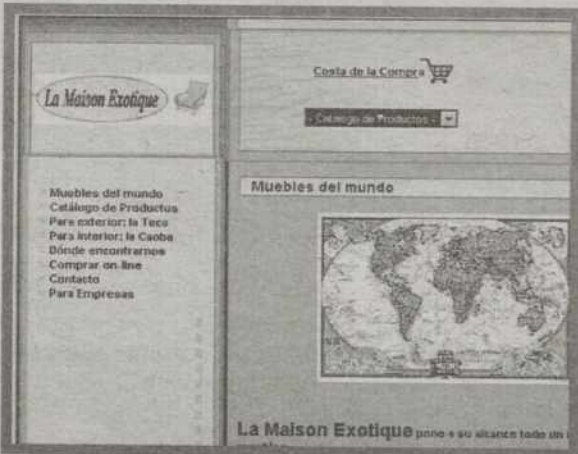 La Maison Exotique
Cesta de la Compra
- Catálogo de Productos -
Muebles del mundo
Catálogo de Productos
Para exterior: la Teca
Para interior: la Caoba
Dónde encontrarnos
Comprar on-line
Contacto
Para Empresas
Muebles del mundo
La Maison Exotique pone a su alcance todo un